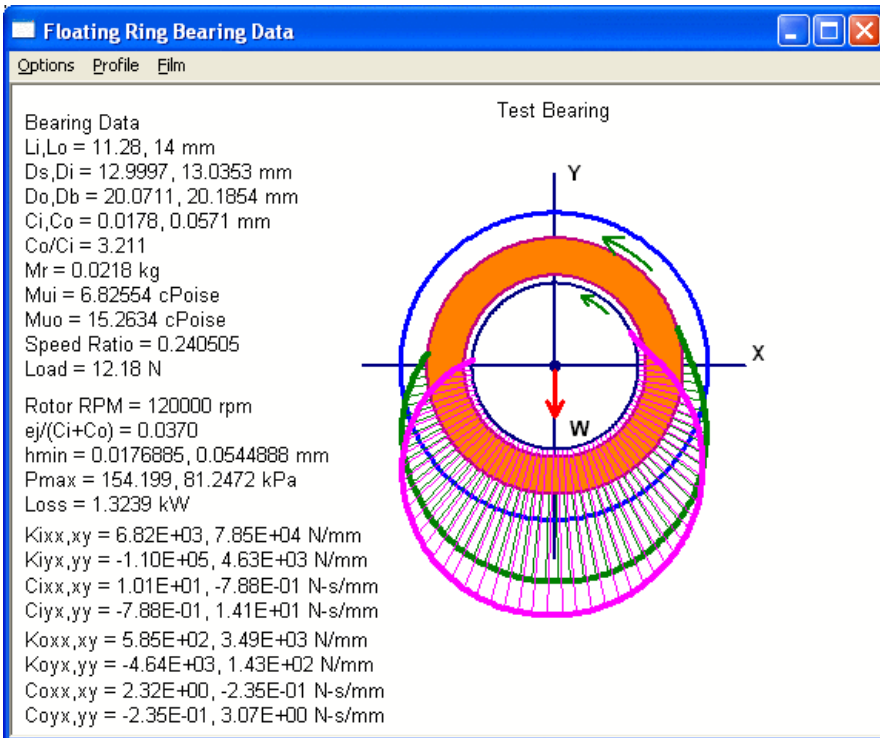 Floating Ring Bearing Data
Options Profile Film
Test Bearing
Bearing Data
Li,Lo = 11.28, 14 mm
Ds,Di = 12.9997, 13.0353 mm
Do,Db = 20.0711, 20.1854 mm
Ci,Co = 0.0178, 0.0571 mm
Co/Ci = 3.211
Mr = 0.0218 kg
Mui = 6.82554 cPoise
Muo = 15.2634 cPoise
Speed Ratio = 0.240505
Load = 12.18 N
Rotor RPM = 120000 rpm
ej/(Ci+Co) = 0.0370
hmin = 0.0176885, 0.0544888 mm
Pmax = 154.199, 81.2472 kPa
Loss = 1.3239 kW
Kixx,xy = 6.82E+03, 7.85E+04 N/mm
Kiyx,yy = -1.10E+05, 4.63E+03 N/mm
Cixx,xy = 1.01E+01, -7.88E-01 N-s/mm
Ciyx,yy = -7.88E-01, 1.41E+01 N-s/mm
Koxx,xy = 5.85E+02, 3.49E+03 N/mm
Koyx,yy = -4.64E+03, 1.43E+02 N/mm
Coxx,xy = 2.32E+00, -2.35E-01 N-s/mm
Coyx,yy = -2.35E-01, 3.07E+00 N-s/mm
Y
X
W